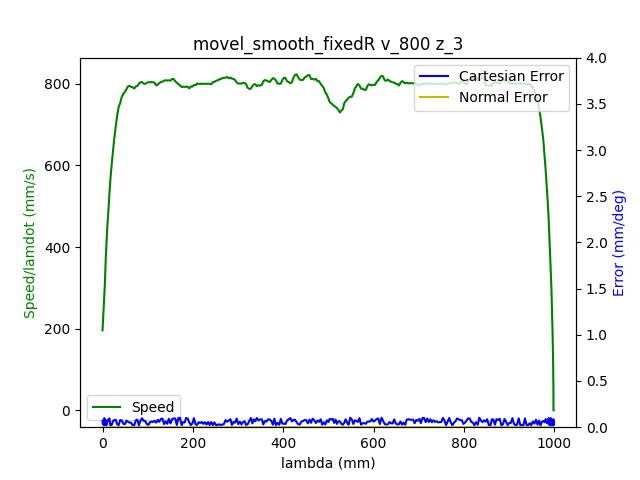 movel_smooth_fixedR v_800 z_3
Speed/lamdot (mm/s)
800
600
400
200
0
4.0
3.5
3.0
2.5
2.0
1.5
1.0
0.5
0.0
Error (mm/deg)
Cartesian Error
Normal Error
Speed
0
200
400
600
800
1000
lambda (mm)